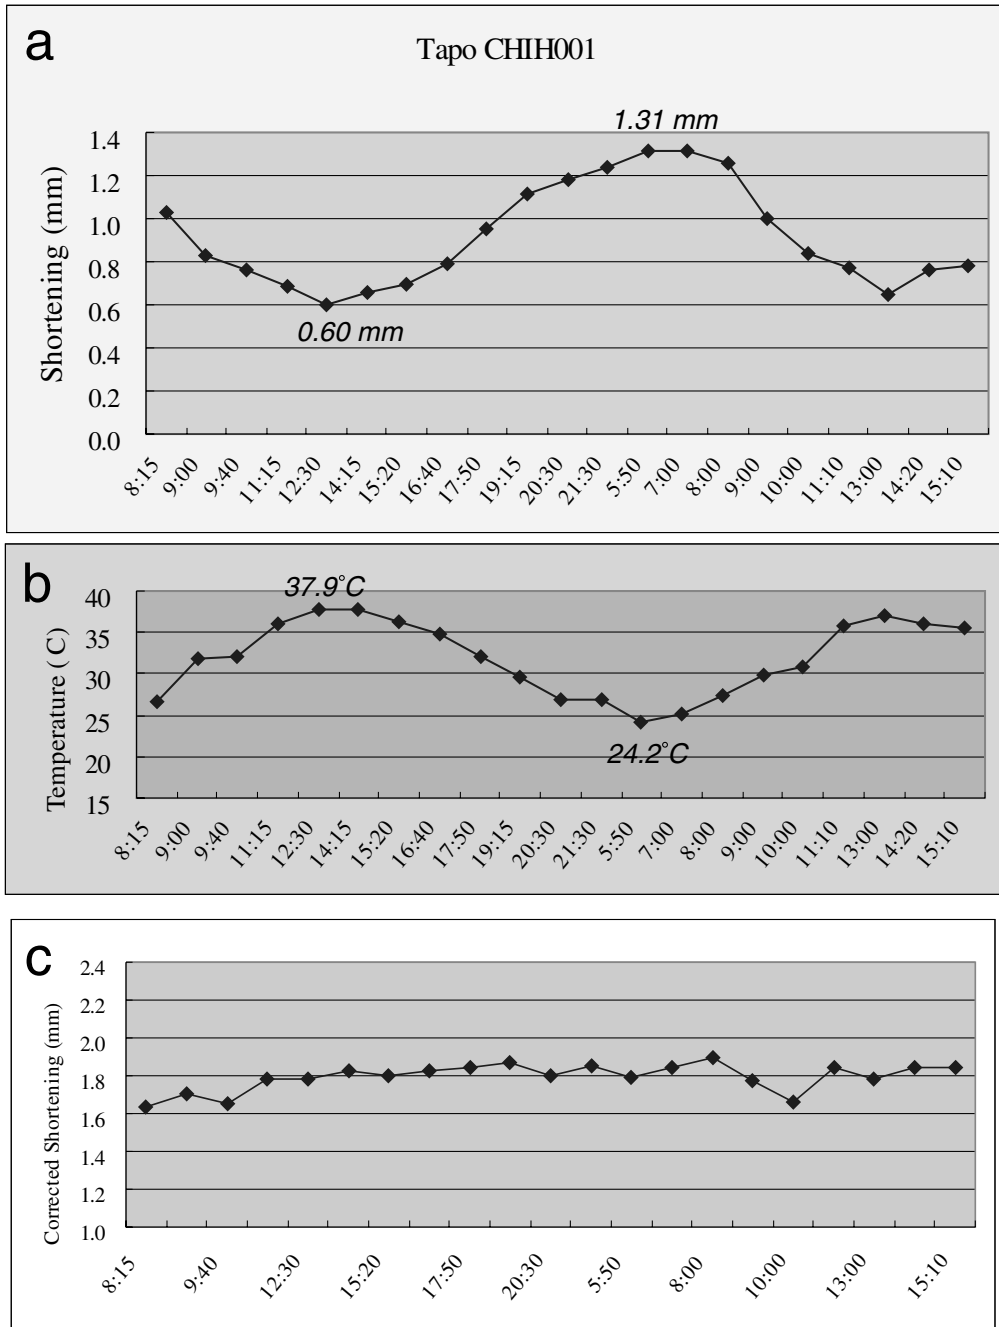 a
Tapo CHIH001
1.31 mm
1.4
1.2
1.0
0.8
0.6
0.4
0.2
0.0
Shortening (mm)
0.60 mm
8:15 9:00 9:40 11:15 12:30 14:15 15:20 16:40 17:50 19:15 20:30 21:30 5:50 7:00 8:00 9:00 10:00 11:10 13:00 14:20 15:10
b
37.9°C
40
35
30
25
20
15
Temperature ( C)
24.2°C
8:15 9:00 9:40 11:15 12:30 14:15 15:20 16:40 17:50 19:15 20:30 21:30 5:50 7:00 8:00 9:00 10:00 11:10 13:00 14:20 15:10
c
2.4
2.2
2.0
1.8
1.6
1.4
1.2
1.0
Corrected Shortening (mm)
8:15 9:40 12:30 15:20 17:50 20:30 5:50 8:00 10:00 13:00 15:10